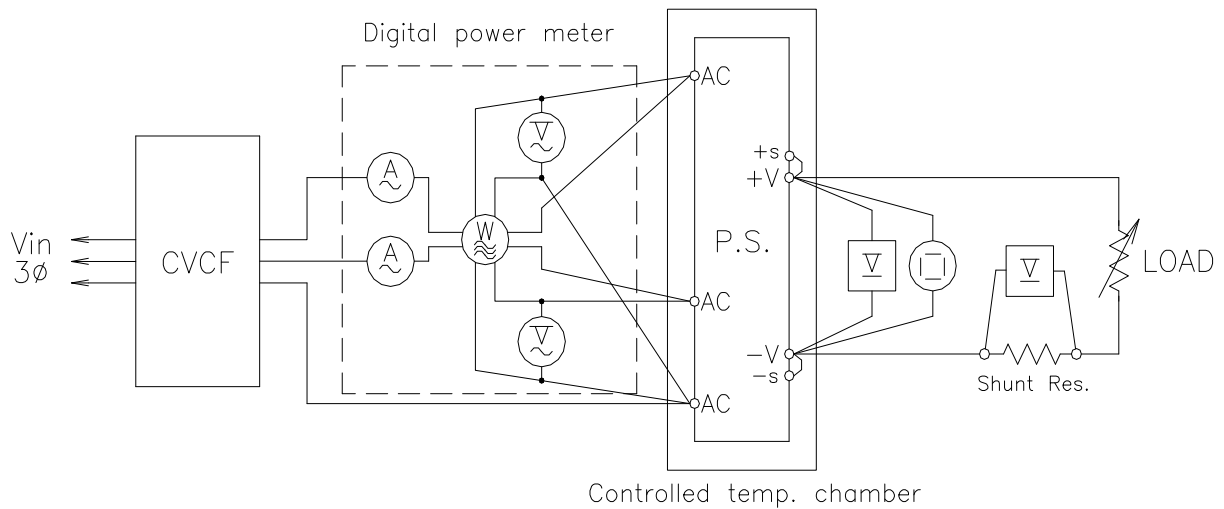 Digital power meter
AC
A
V
+s
+V
Vin
3ø
CVCF
A
W
P.S.
V
V
LOAD
AC
V
-V
-s
Shunt Res.
AC
Controlled temp. chamber